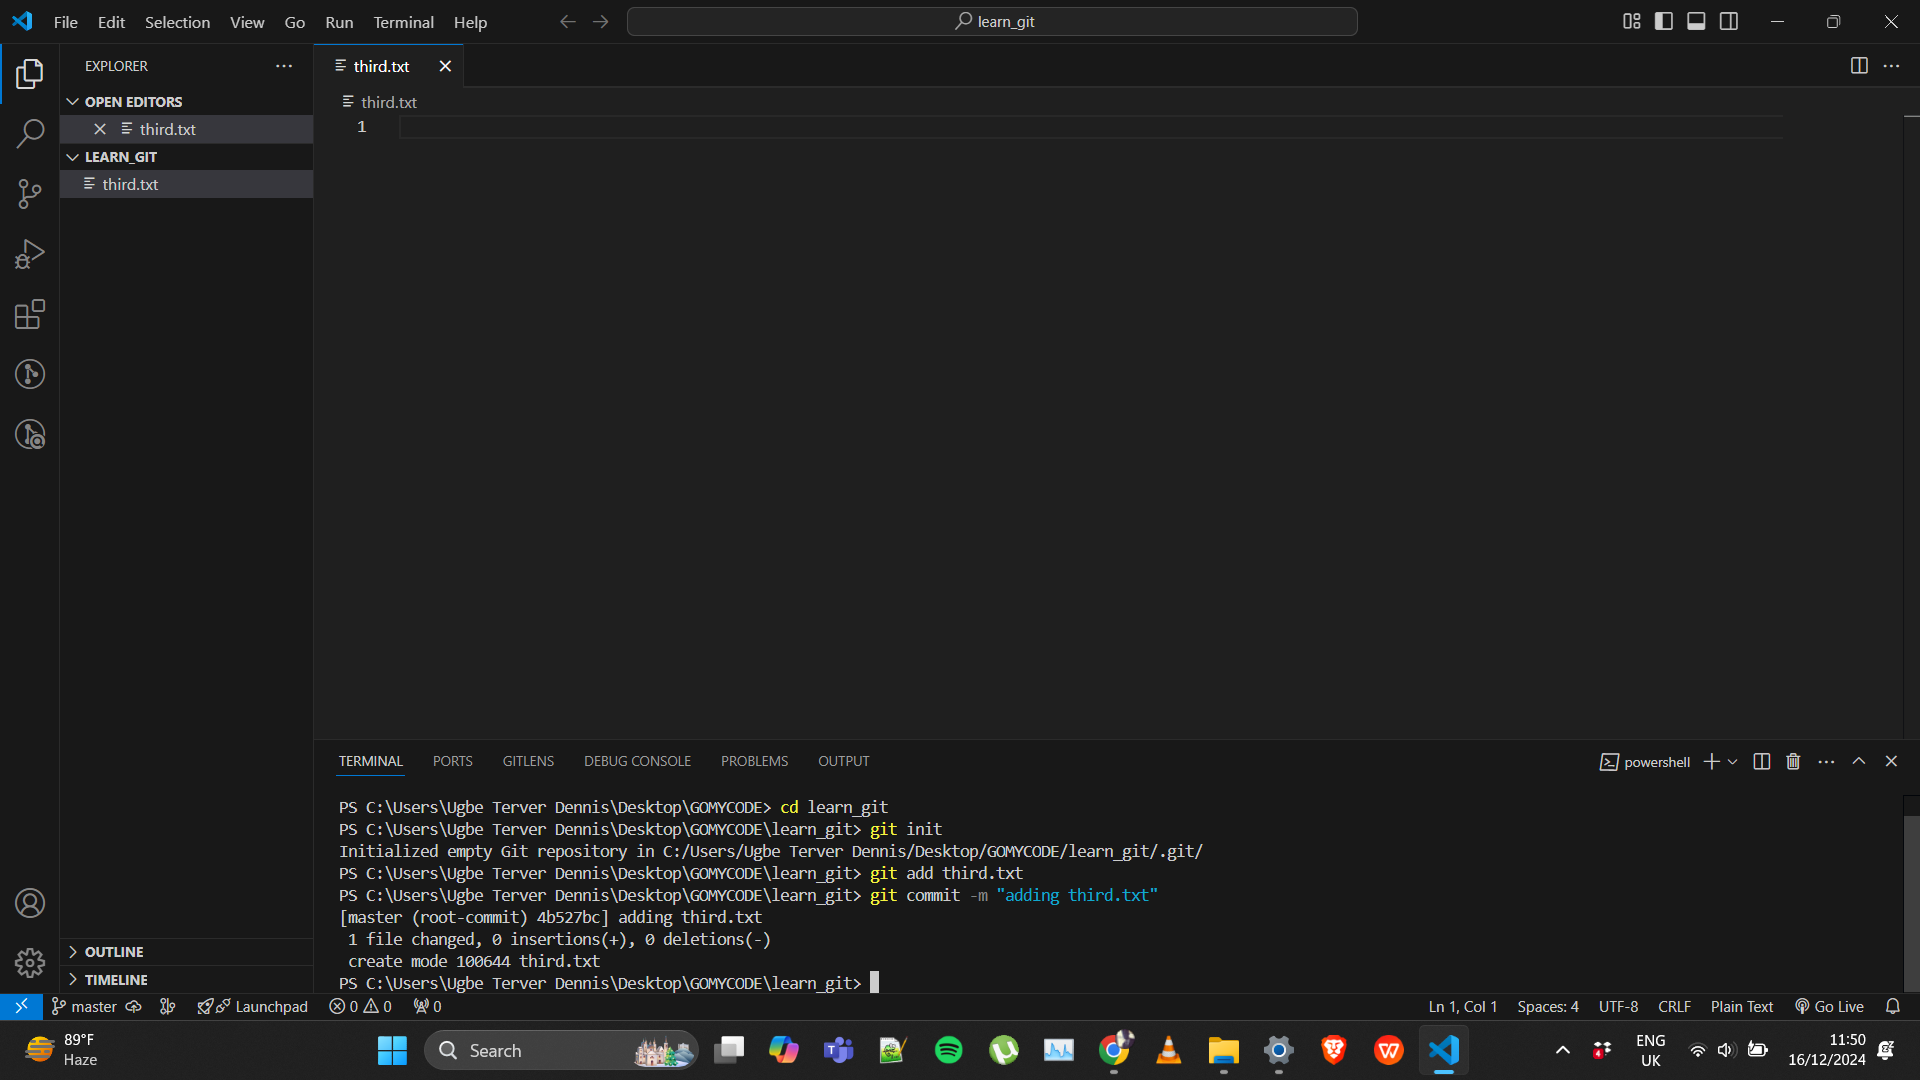 File Edit Selection View Go Run Terminal Help
learn_git
EXPLORER
third.txt
OPEN EDITORS
third.txt
third.txt
1
LEARN_GIT
third.txt
TERMINAL PORTS GITLENS DEBUG CONSOLE PROBLEMS OUTPUT
powershell
PS C:\Users\Ugbe Terver Dennis\Desktop\GOMYCODE> cd learn_git
PS C:\Users\Ugbe Terver Dennis\Desktop\GOMYCODE\learn_git> git init
Initialized empty Git repository in C:/Users/Ugbe Terver Dennis/Desktop/GOMYCODE/learn_git/.git/
PS C:\Users\Ugbe Terver Dennis\Desktop\GOMYCODE\learn_git> git add third.txt
PS C:\Users\Ugbe Terver Dennis\Desktop\GOMYCODE\learn_git> git commit -m "adding third.txt"
[master (root-commit) 4b527bc] adding third.txt
1 file changed, 0 insertions(+), 0 deletions(-)
create mode 100644 third.txt
PS C:\Users\Ugbe Terver Dennis\Desktop\GOMYCODE\learn_git>
OUTLINE
TIMELINE
master Launchpad 0 0 0
Ln 1, Col 1 Spaces: 4 UTF-8 CRLF Plain Text Go Live
89°F
Haze
Search
4
ENG
UK
11:50
16/12/2024